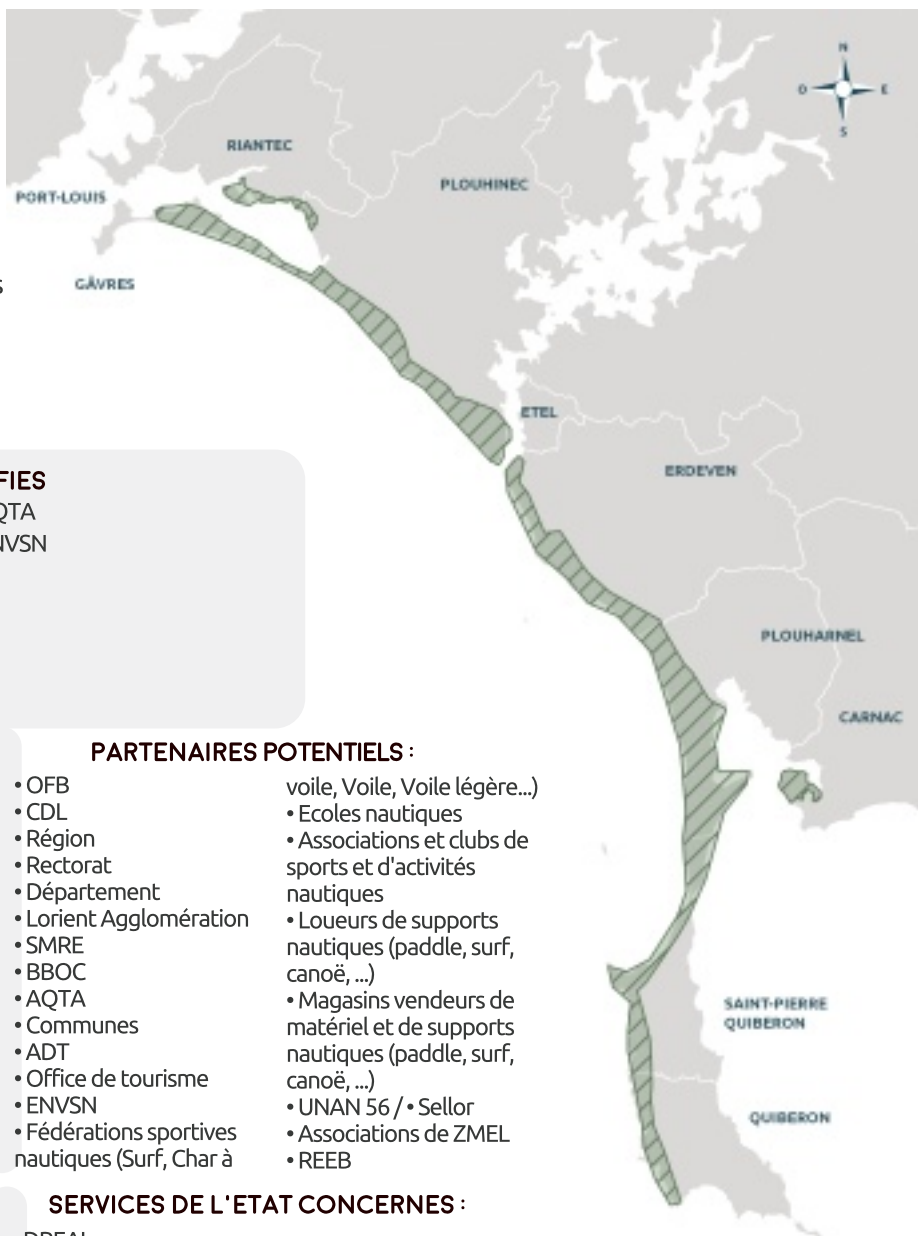 N
O
E
S
RIANTEC
PLOUHINEC
PORT-LOUIS
GÂVRES
ETEL
ERDEVEN
PLOUHARNEL
CARNAC
SAINT-PIERRE
QUIBERON
QUIBERON
PARTENAIRES POTENTIELS :
• OFB
• CDL
• Région
• Rectorat
• Département
• Lorient Agglomération
• SMRE
• BBOC
• AQTA
• Communes
• ADT
• Office de tourisme
• ENVSN
• Fédérations sportives
nautiques (Surf, Char à
voile, Voile, Voile légère...)
• Ecoles nautiques
• Associations et clubs de
sports et d'activités
nautiques
• Loueurs de supports
nautiques (paddle, surf,
canoë, ...)
• Magasins vendeurs de
matériel et de supports
nautiques (paddle, surf,
canoë, ...)
• UNAN 56 / • Sellor
• Associations de ZMEL
• REEB
SERVICES DE L'ETAT CONCERNES :